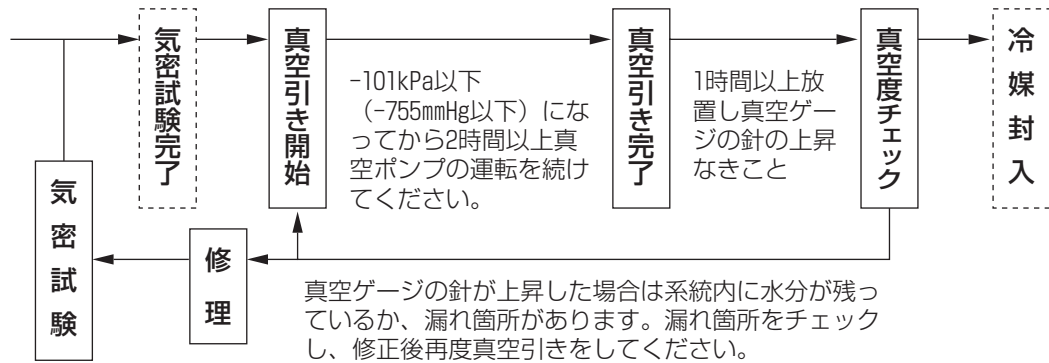 気密試験完了
真空引き開始
-101kPa以下
（-755mmHg以下）にな
ってから2時間以上真
空ポンプの運転を続け
てください。
真空引き完了
1時間以上放
置し真空ゲー
ジの針の上昇
なきこと
真空度チェック
冷媒封入
気密試験
修理
真空ゲージの針が上昇した場合は系統内に水分が残っ
ているか、漏れ箇所があります。漏れ箇所をチェック
し、修正後再度真空引きをしてください。